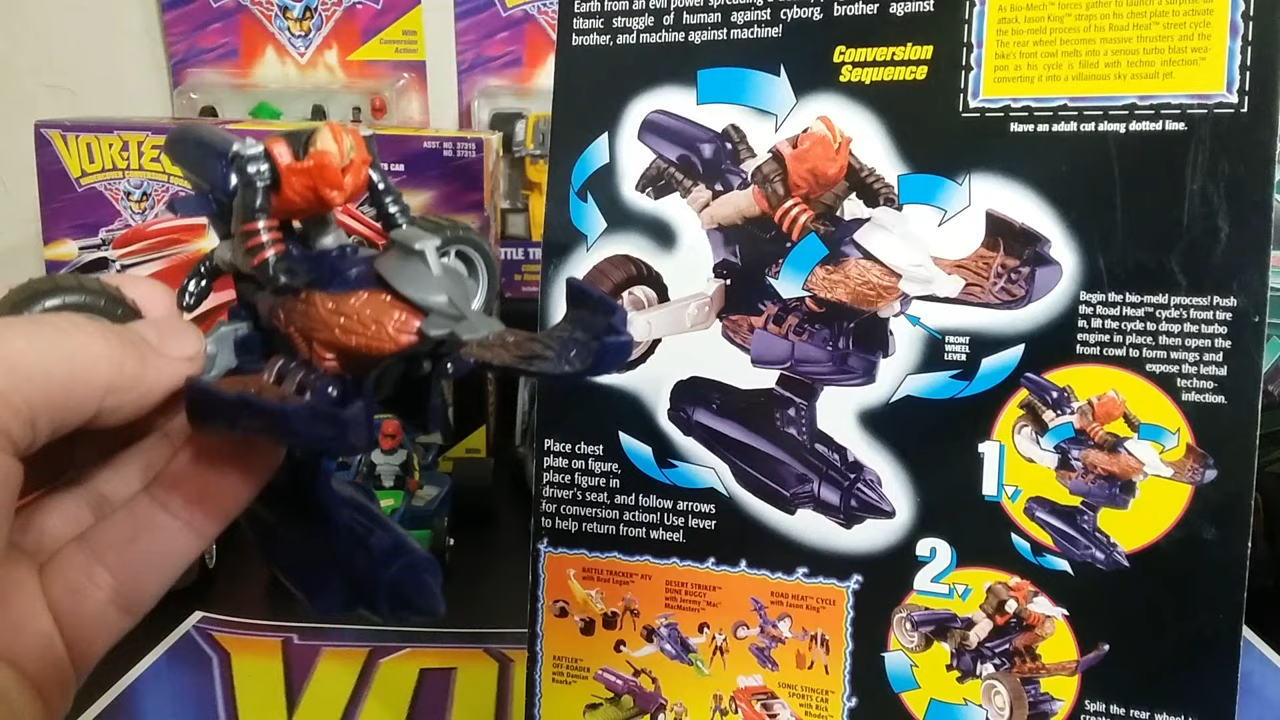 With
Conversion
Action!
VOR-TE
UNDERCOVER CONVERSION SQUA
ASST. NO. 37215
NO. 37213
TS CAR
TTLE TR
Earth from an evil power spreading a
titanic struggle of human against cyborg, brother against
brother, and machine against machine!
Conversion
Sequence
As Bio-Mech™ forces gather to launch a surprise air
attack, Jason King™ straps on his chest plate to activate
the bio-meld process of his Road Heat™ street cycle.
The rear wheel becomes massive thrusters and the
bike's front cowl melts into a serious turbo blast wea-
pon as his cycle is filled with techno infection,™
converting it into a villainous sky assault jet.
Have an adult cut along dotted line.
Begin the bio-meld process! Push
the Road Heat™ cycle's front tire
in, lift the cycle to drop the turbo
engine in place, then open the
front cowl to form wings and
expose the lethal
techno-
infection.
FRONT
WHEEL
LEVER
1
Place chest
plate on figure,
place figure in
driver's seat, and follow arrows
for conversion action! Use lever
to help return front wheel.
2
BATTLE TRACKER™ ATV
with Brad Logan™
DESERT STRIKER™
DUNE BUGGY
with Jeremy "Mac"
MacMasters™
ROAD HEAT™ CYCLE
with Jason King™
RATTLER™
OFF-ROADER
with Damian
Roarke™
SONIC STINGER™
SPORTS CAR
with Rick
Rhodes™
Split the rear wheel
VO